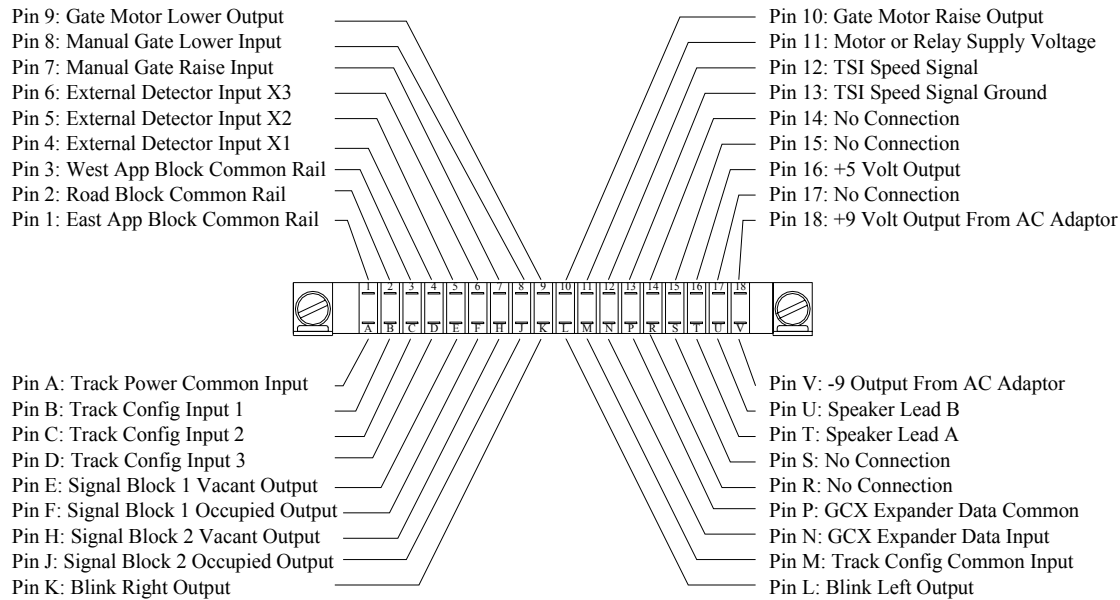 Pin 9: Gate Motor Lower Output
Pin 8: Manual Gate Lower Input
Pin 7: Manual Gate Raise Input
Pin 6: External Detector Input X3
Pin 5: External Detector Input X2
Pin 4: External Detector Input X1
Pin 3: West App Block Common Rail
Pin 2: Road Block Common Rail
Pin 1: East App Block Common Rail
Pin 10: Gate Motor Raise Output
Pin 11: Motor or Relay Supply Voltage
Pin 12: TSI Speed Signal
Pin 13: TSI Speed Signal Ground
Pin 14: No Connection
Pin 15: No Connection
Pin 16: +5 Volt Output
Pin 17: No Connection
Pin 18: +9 Volt Output From AC Adaptor
1 2 3 4 5 6 7 8 9 10 11 12 13 14 15 16 17 18
A B C D E F H J K L M N P R S T U V
Pin A: Track Power Common Input
Pin B: Track Config Input 1
Pin C: Track Config Input 2
Pin D: Track Config Input 3
Pin E: Signal Block 1 Vacant Output
Pin F: Signal Block 1 Occupied Output
Pin H: Signal Block 2 Vacant Output
Pin J: Signal Block 2 Occupied Output
Pin K: Blink Right Output
Pin V: -9 Output From AC Adaptor
Pin U: Speaker Lead B
Pin T: Speaker Lead A
Pin S: No Connection
Pin R: No Connection
Pin P: GCX Expander Data Common
Pin N: GCX Expander Data Input
Pin M: Track Config Common Input
Pin L: Blink Left Output